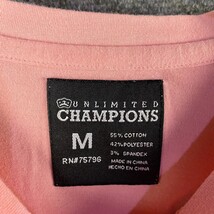 UNLIMITED
CHAMPIONS
M
RN#75796
55% COTTON
42% POLYESTER
3% SPANDEX
MADE IN CHINA
HECHO EN CHINA